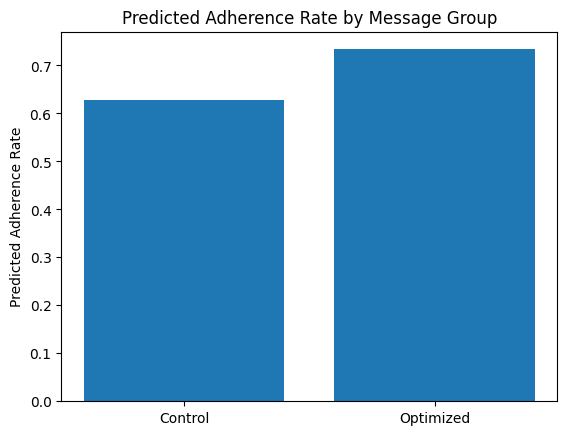 Predicted Adherence Rate by Message Group
Predicted Adherence Rate
0.7
0.6
0.5
0.4
0.3
0.2
0.1
0.0
Control
Optimized